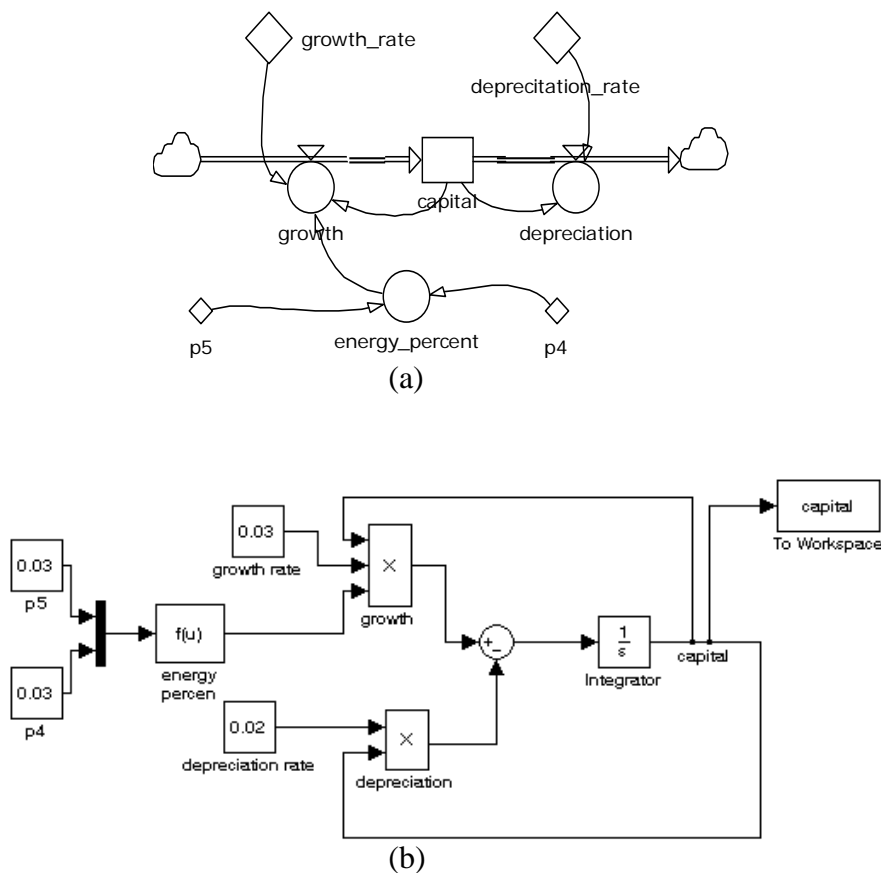 growth_rate
deprecitation_rate
capital
growth
depreciation
energy_percent
p5
p4
(a)
capital
To Workspace
0.03
growth rate
×
growth
0.03
p5
f(u)
energy
percen
+
−
1
s
Integrator
capital
0.03
p4
0.02
depreciation rate
×
depreciation
(b)